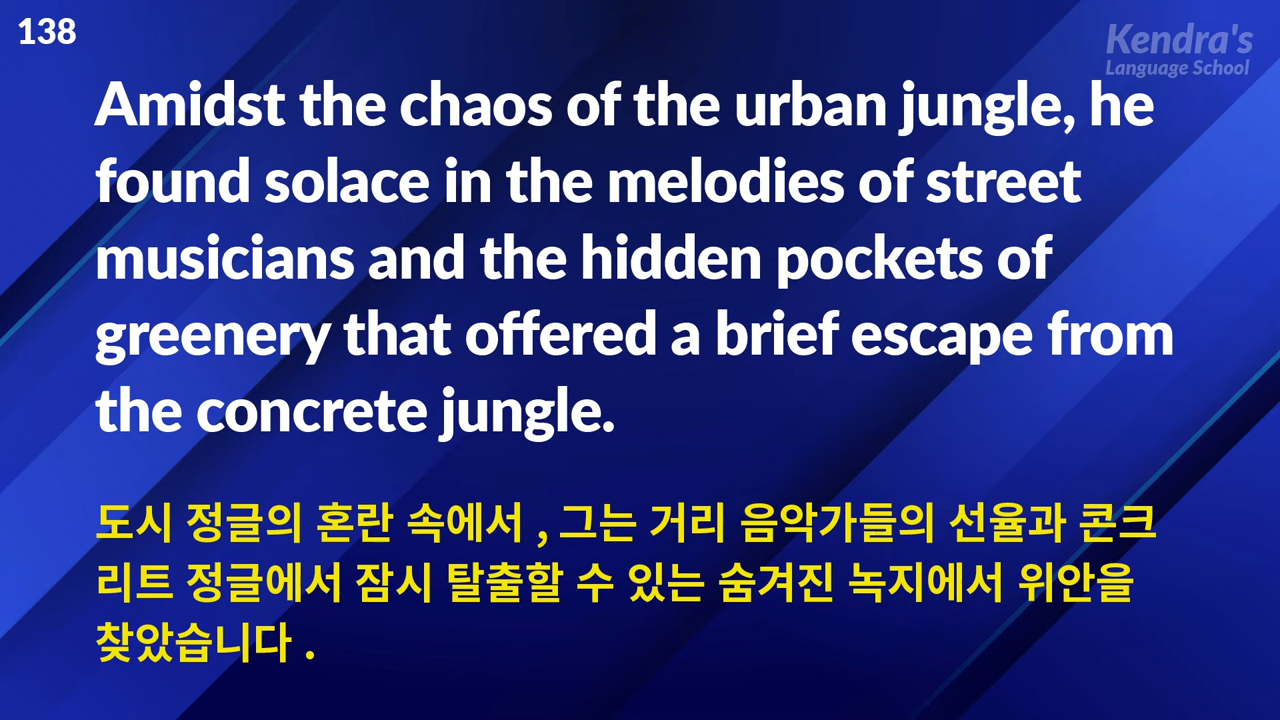 138
Kendra's
Language School
Amidst the chaos of the urban jungle, he
found solace in the melodies of street
musicians and the hidden pockets of
greenery that offered a brief escape from
the concrete jungle.
도시 정글의 혼란 속에서 , 그는 거리 음악가들의 선율과 콘크
리트 정글에서 잠시 탈출할 수 있는 숨겨진 녹지에서 위안을
찾았습니다 .